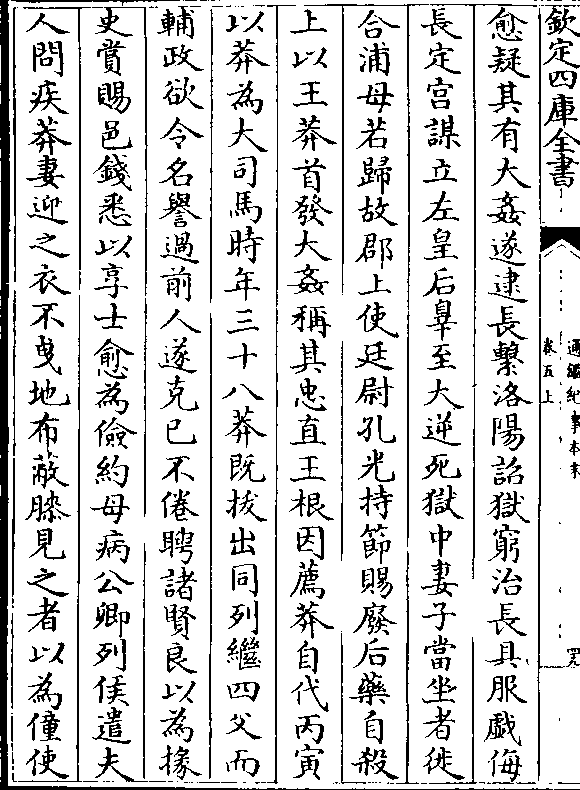 欽定四庫全書
通鑑紀事本末
卷五上
愈疑其有大姦遂逮長繫洛陽詔獄窮治長具服戲侮
長定宫謀立左皇后辠至大逆死獄中妻子當坐者徙
合浦母若歸故郡上使廷尉孔光持節賜廢后藥自殺
上以王莽首發大姦稱其忠直王根因薦莽自代丙寅
以莽為大司馬時年三十八莽既拔出同列繼四父而
輔政欲令名譽過前人遂克已不倦聘諸賢良以為掾
史賞賜邑錢悉以享士愈為儉約母病公卿列侯遣夫
人問疾莽妻迎之衣不曳地布蔽膝見之者以為僮使